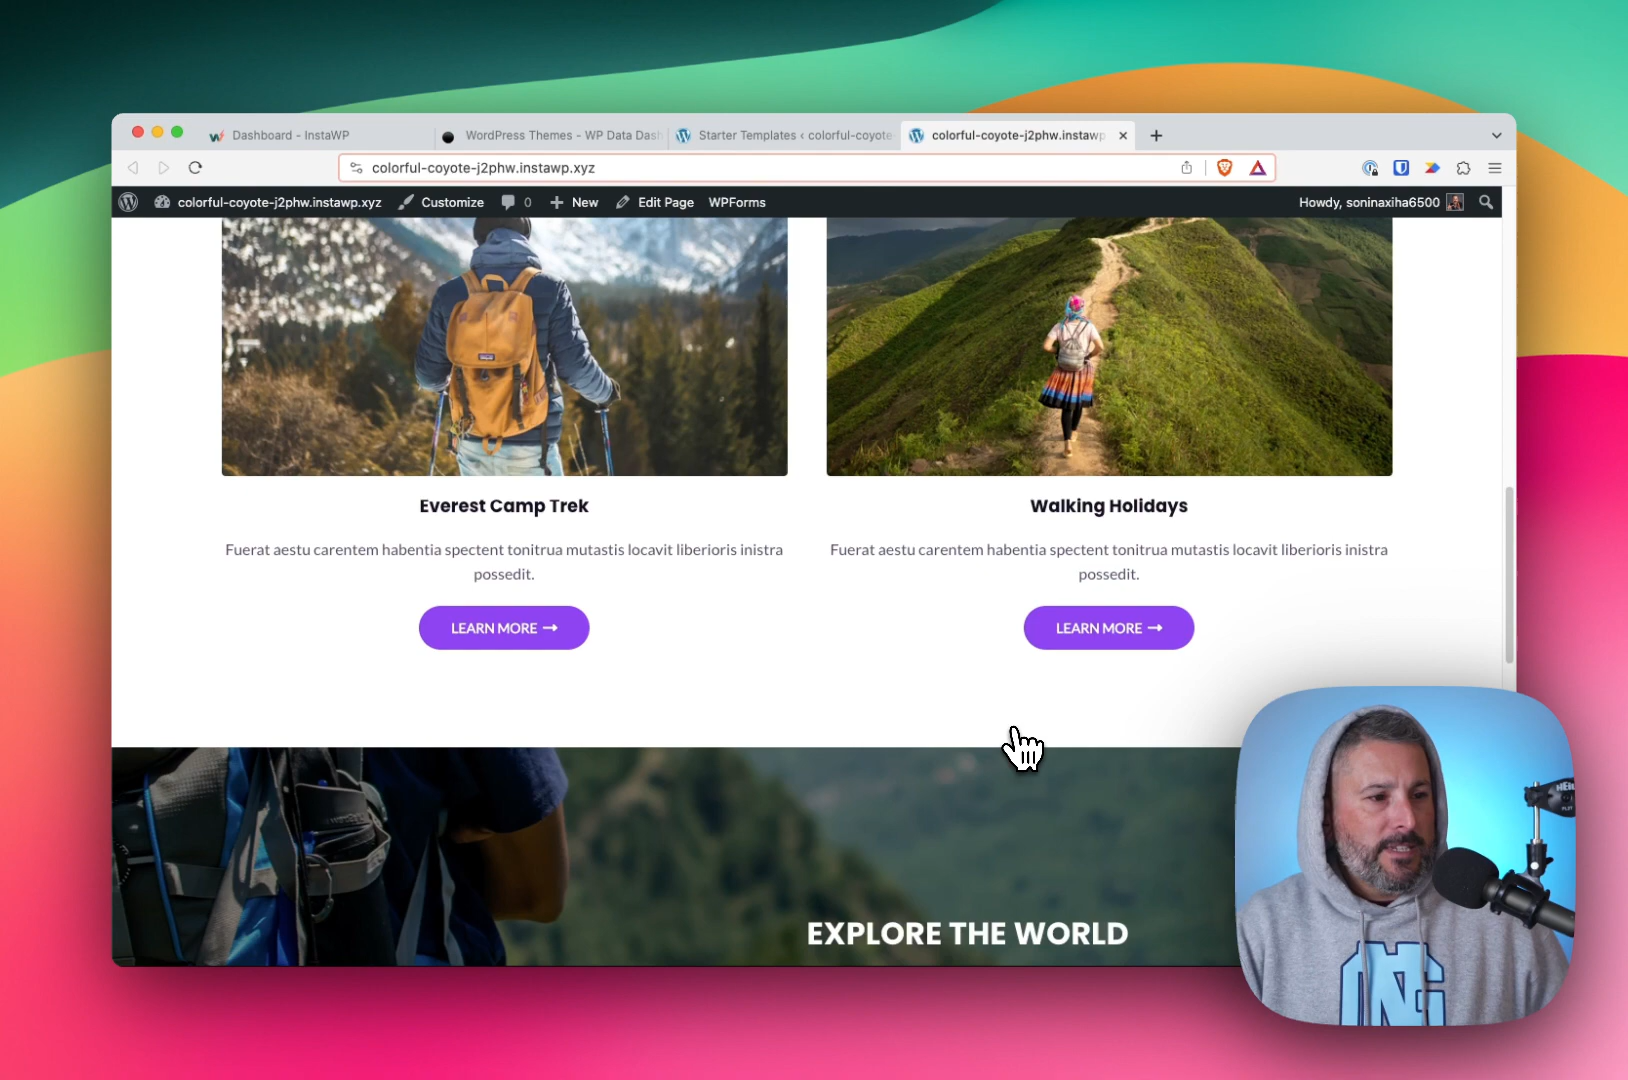 Dashboard - InstaWP
WordPress Themes - WP Data Dash
Starter Templates ‹ colorful-coyote-
colorful-coyote-j2phw.instawp
colorful-coyote-j2phw.instawp.xyz
colorful-coyote-j2phw.instawp.xyz Customize 0 New Edit Page WPForms Howdy, soninaxiha6500
Everest Camp Trek
Fuerat aestu carentem habentia spectent tonitrua mutastis locavit liberioris inistra
possedit.
LEARN MORE →
Walking Holidays
Fuerat aestu carentem habentia spectent tonitrua mutastis locavit liberioris inistra
possedit.
LEARN MORE →
EXPLORE THE WORLD
NC